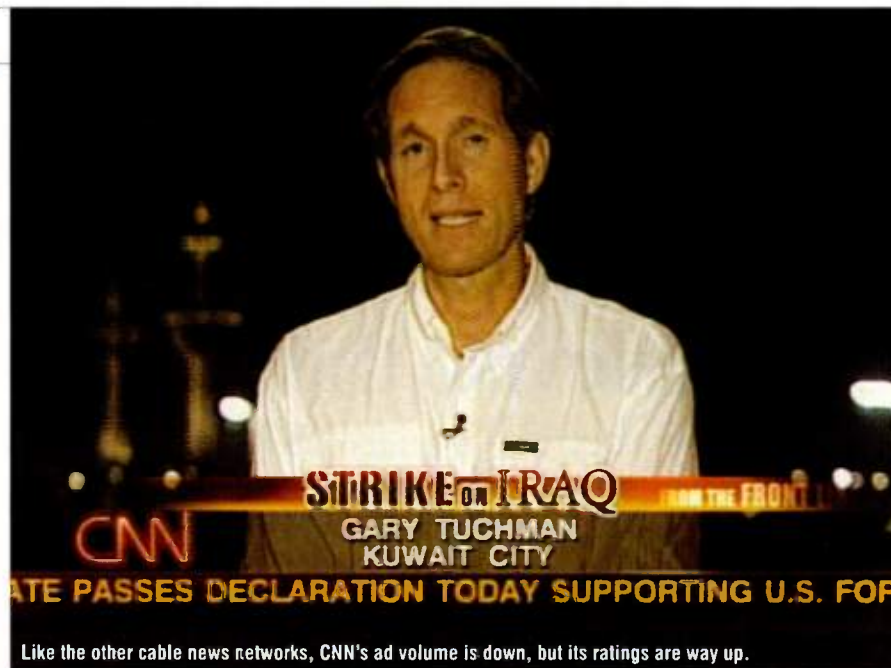 STRIKE ON IRAQ
FROM THE FRONT
CNN
GARY TUCHMAN
KUWAIT CITY
ATE PASSES DECLARATION TODAY SUPPORTING U.S. FOR
Like the other cable news networks, CNN's ad volume is down, but its ratings are way up.